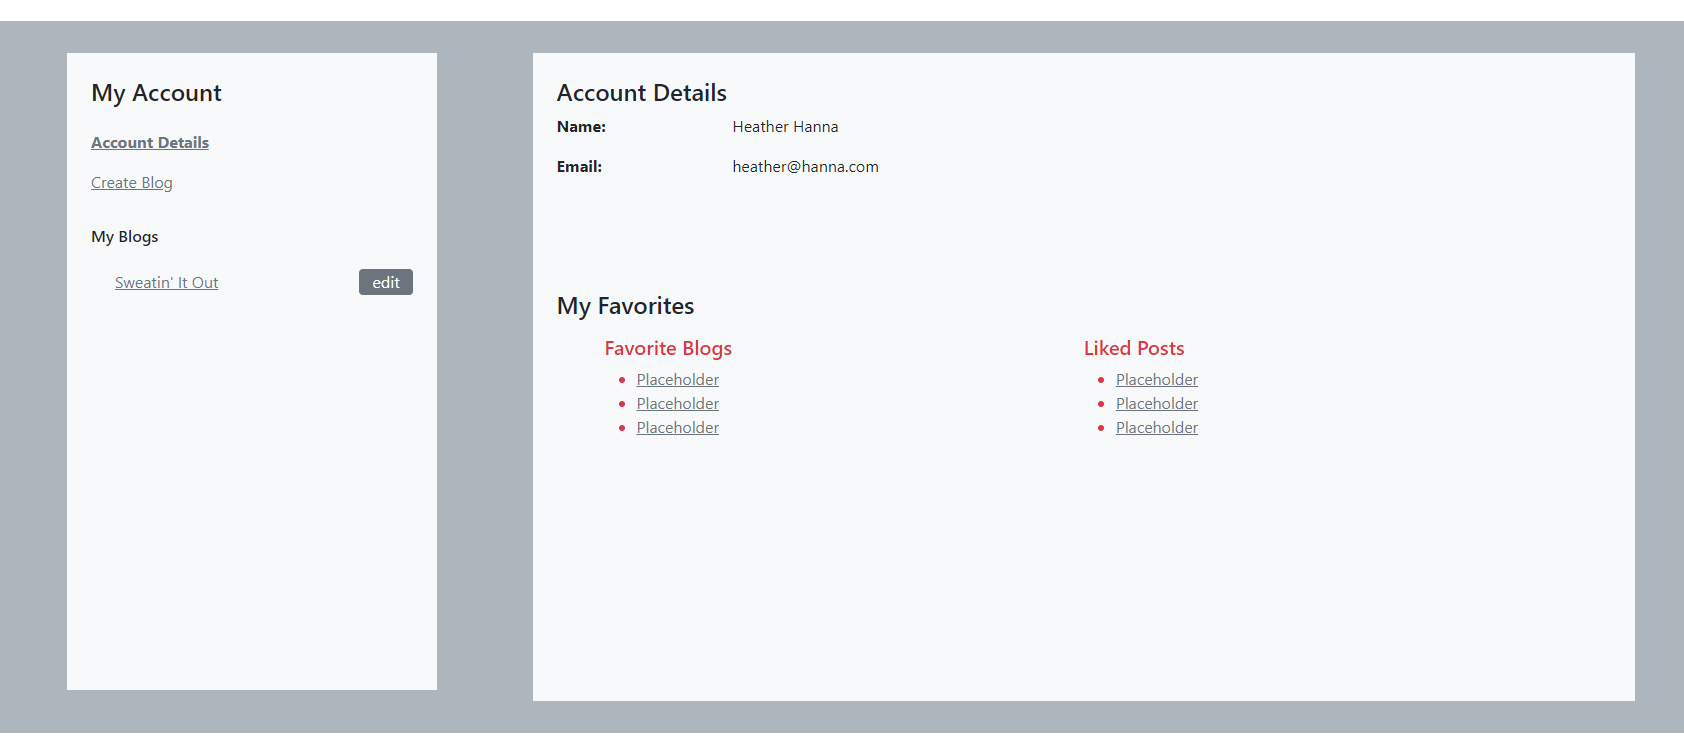 My Account
Account Details
Create Blog
My Blogs
Sweatin' It Out edit
Account Details
Name: Heather Hanna
Email: heather@hanna.com
My Favorites
Favorite Blogs
Placeholder
Placeholder
Placeholder
Liked Posts
Placeholder
Placeholder
Placeholder